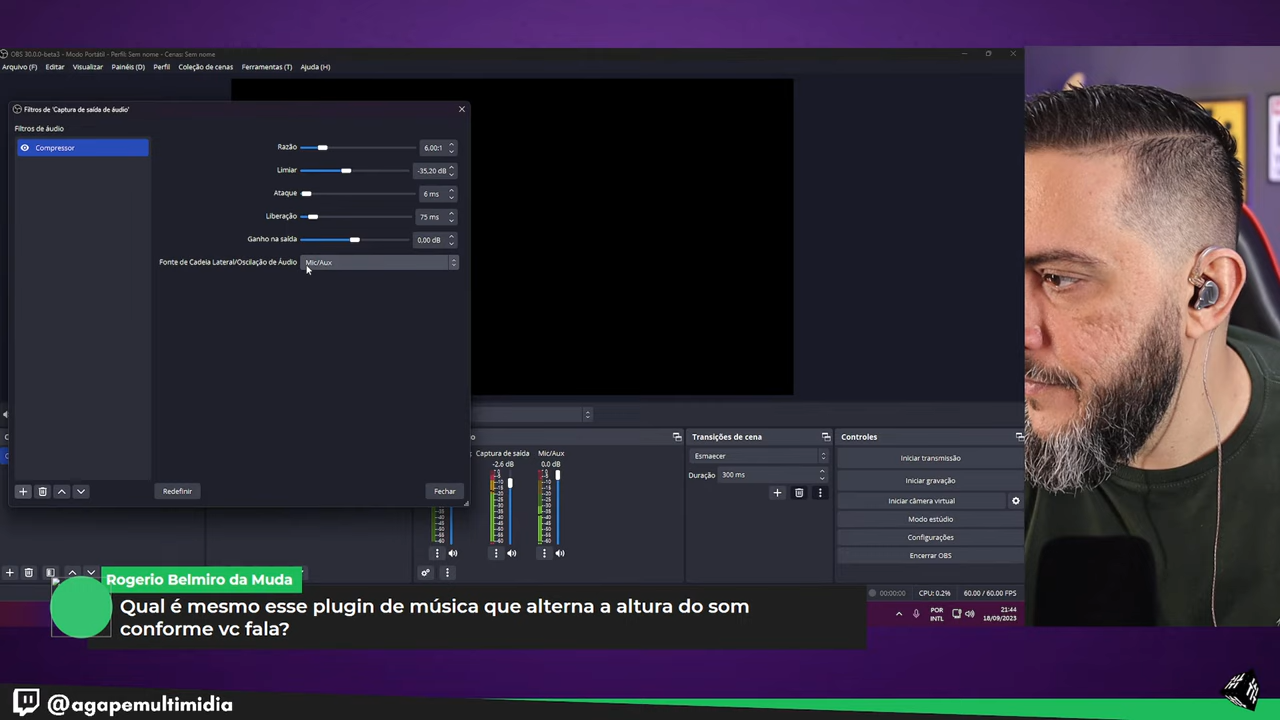 OBS 30.0.0-beta3 - Modo Portátil - Perfil: Sem nome - Cenas: Sem nome
Arquivo (F) Editar Visualizar Painéis (D) Perfil Coleção de cenas Ferramentas (T) Ajuda (H)
Filtros de 'Captura de saída de áudio'
Filtros de áudio
Compressor
Razão 6,00:1
Limiar -35,20 dB
Ataque 6 ms
Liberação 75 ms
Ganho na saída 0,00 dB
Fonte de Cadeia Lateral/Oscilação de Áudio Mic/Aux
Redefinir Fechar
Captura de saída Mic/Aux
-2.6 dB 0.0 dB
Transições de cena
Esmaecer
Duração 300 ms
Controles
Iniciar transmissão
Iniciar gravação
Iniciar câmera virtual
Modo estúdio
Configurações
Encerrar OBS
00:00:00 CPU: 0.2% 60.00 / 60.00 FPS
POR
INTL
21:44
18/09/2023
Rogerio Belmiro da Muda
Qual é mesmo esse plugin de música que alterna a altura do som
conforme vc fala?
@agapemultimidia